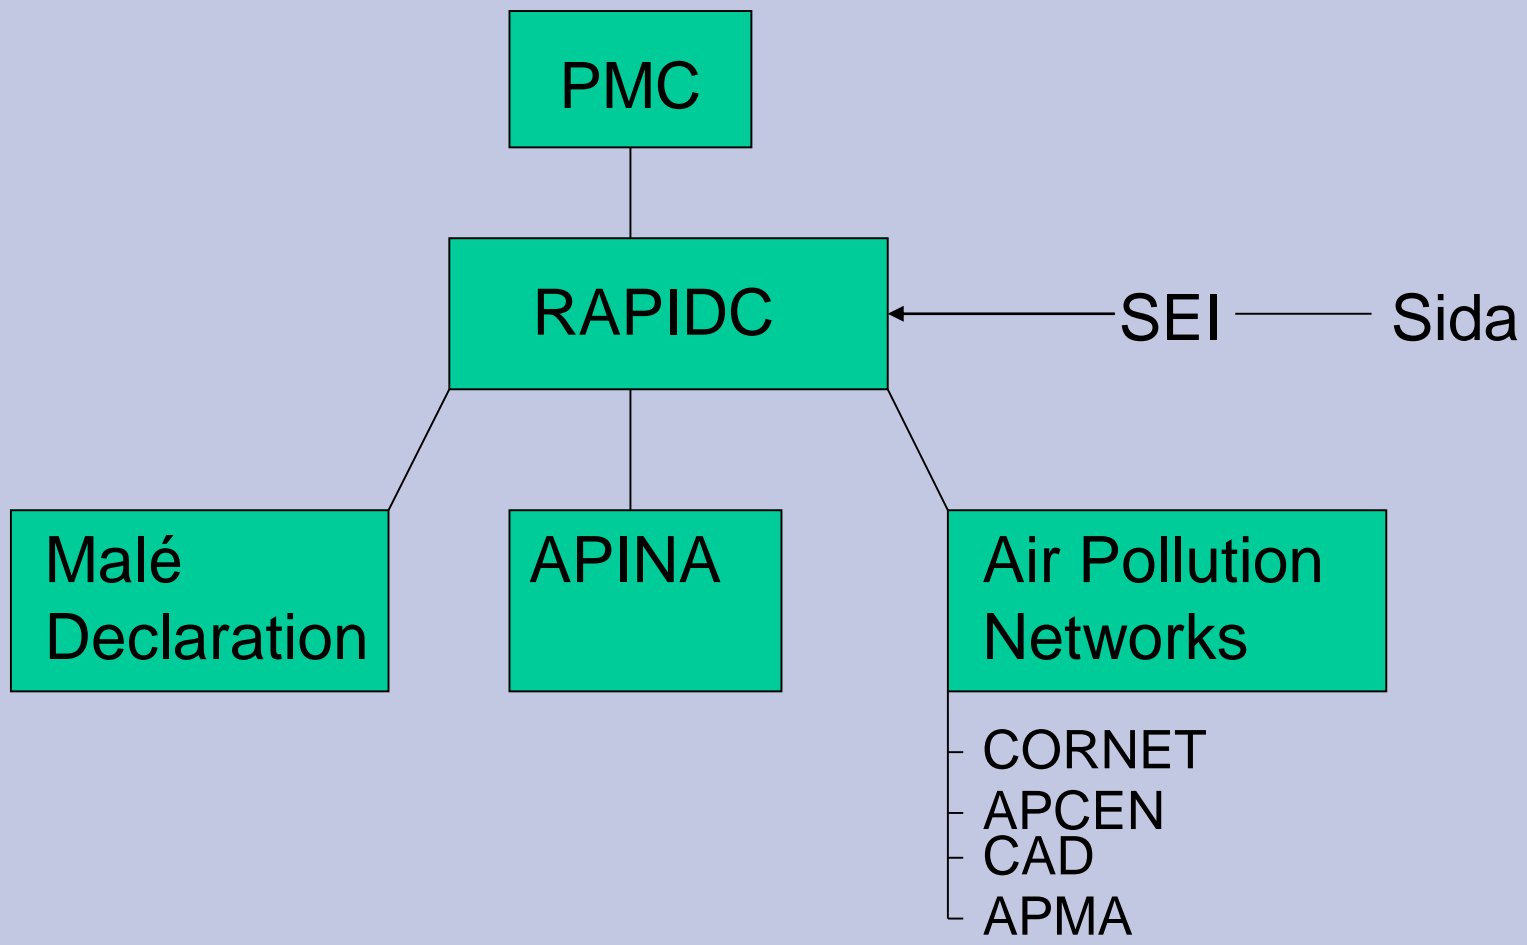 PMC
RAPIDC
SEI
Sida
Malé
Declaration
APINA
Air Pollution
Networks
CORNET
APCEN
CAD
APMA